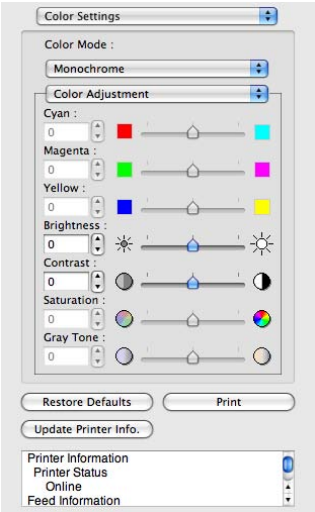 Color Settings
Color Mode :
Monochrome
Color Adjustment
Cyan :
0
Magenta :
0
Yellow :
0
Brightness :
0
Contrast :
0
Saturation :
0
Gray Tone :
0
Restore Defaults
Print
Update Printer Info.
Printer Information
Printer Status
Online
Feed Information